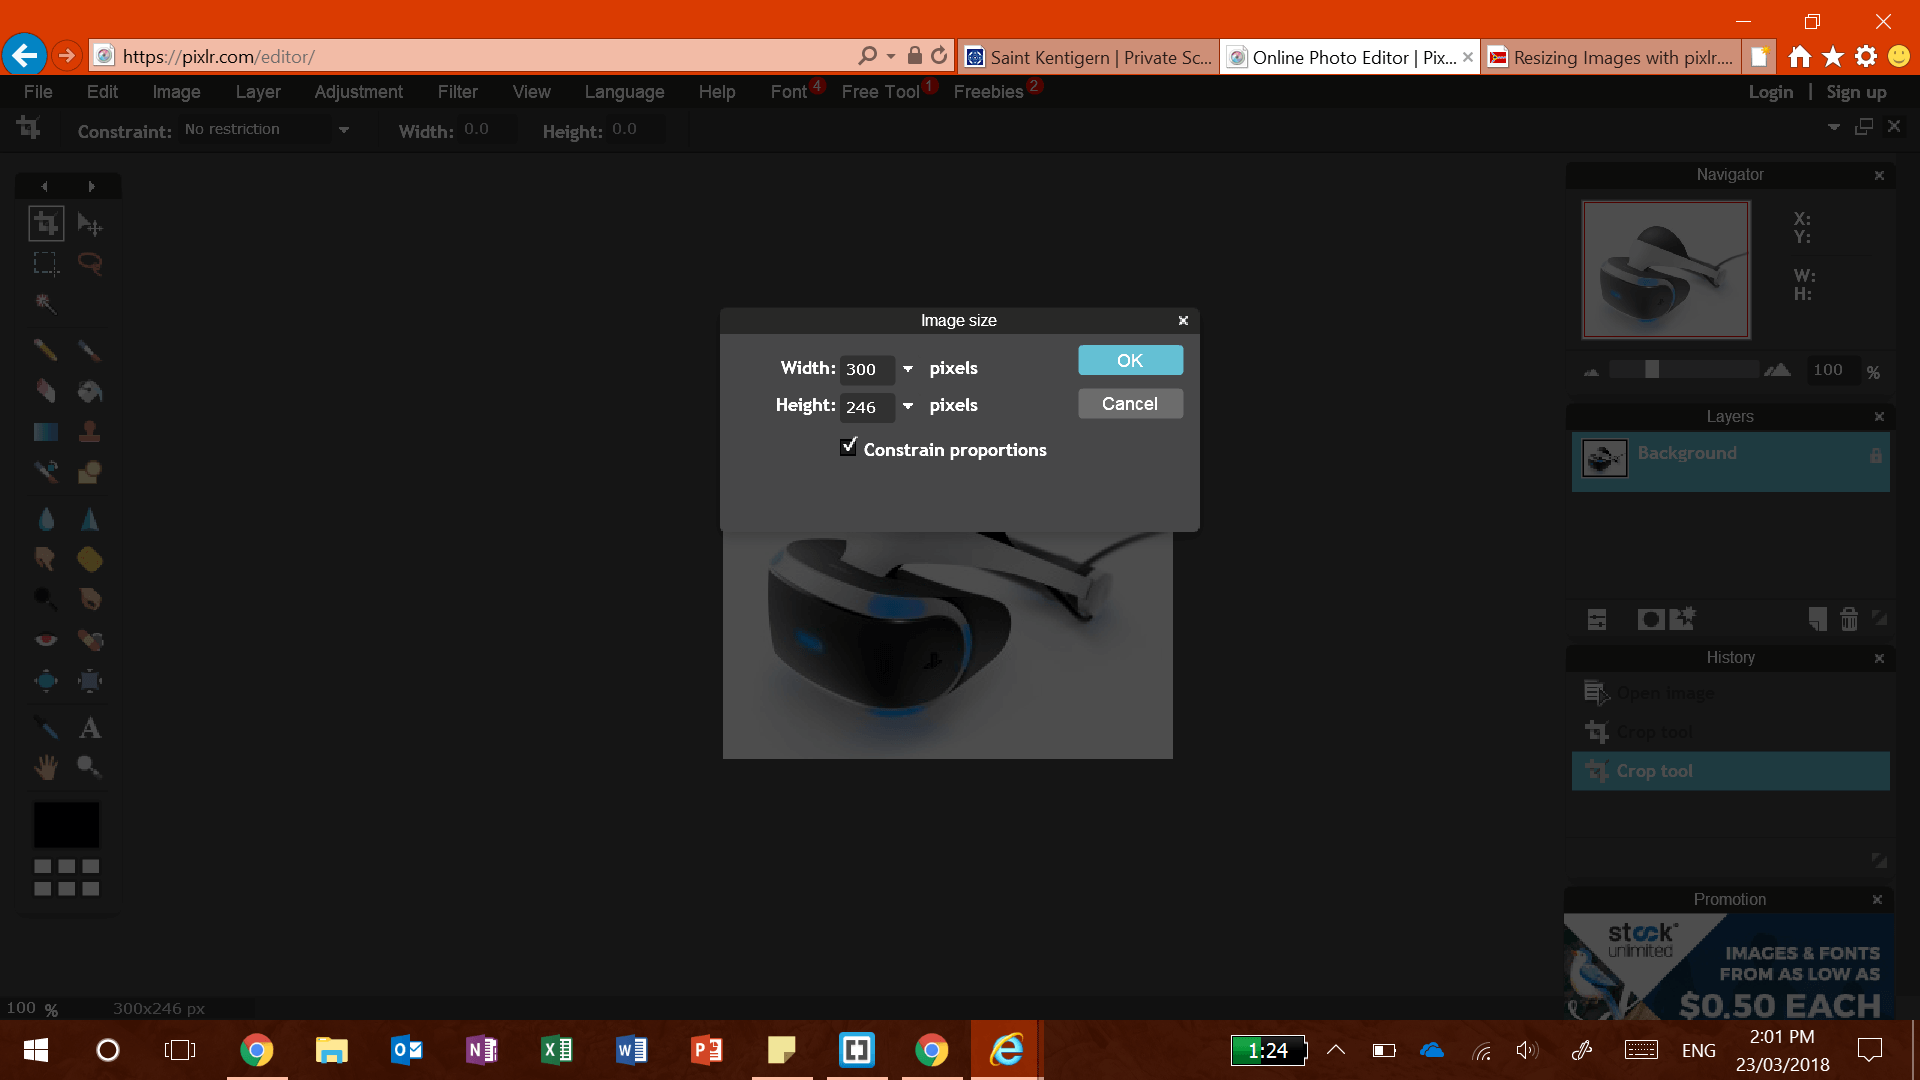 https://pixlr.com/editor/
Saint Kentigern | Private Sc...
Online Photo Editor | Pix...
Resizing Images with pixlr....
File Edit Image Layer Adjustment Filter View Language Help Font 4 Free Tool 1 Freebies 2 Login | Sign up
Constraint: No restriction Width: 0.0 Height: 0.0
Navigator
X:
Y:
W:
H:
100 %
Image size
Width: 300 pixels
OK
Height: 246 pixels
Cancel
Constrain proportions
Layers
Background
History
Open image
Crop tool
Crop tool
A
Promotion
stock
unlimited
IMAGES & FONTS
FROM AS LOW AS
$0.50 EACH
100 % 300x246 px
1:24
ENG
2:01 PM
23/03/2018